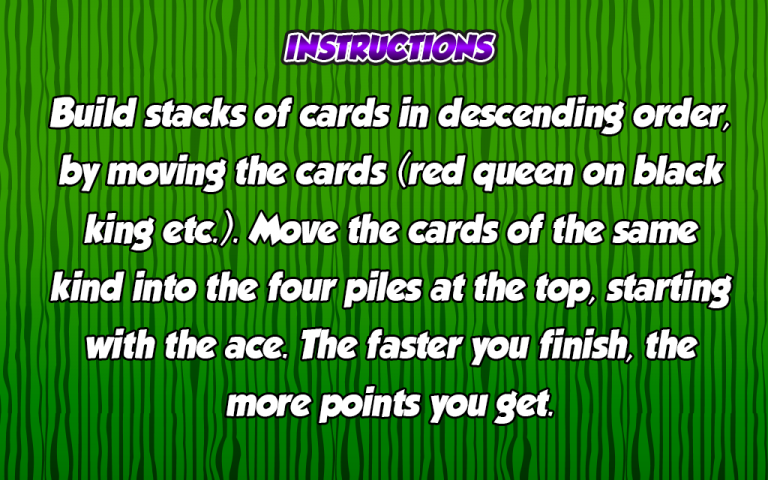 INSTRUCTIONS
Build stacks of cards in descending order,
by moving the cards (red queen on black
king etc.). Move the cards of the same
kind into the four piles at the top, starting
with the ace. The faster you finish, the
more points you get.